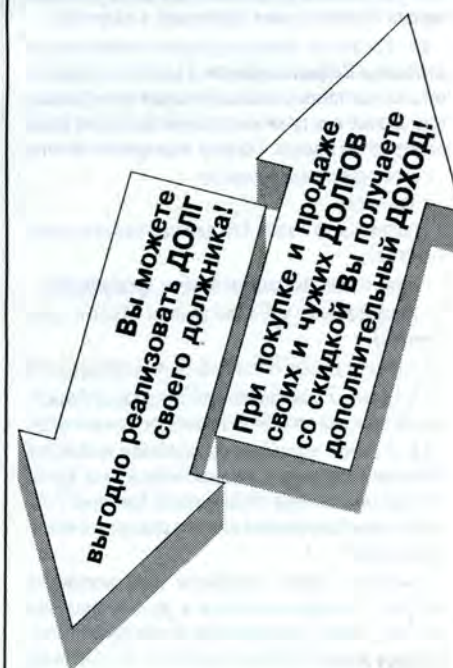 Вы можете
выгодно реализовать ДОЛГ
своего должника!
При покупке и продаже
своих и чужих ДОЛГОВ
со скидкой Вы получаете
дополнительный ДОХОД!